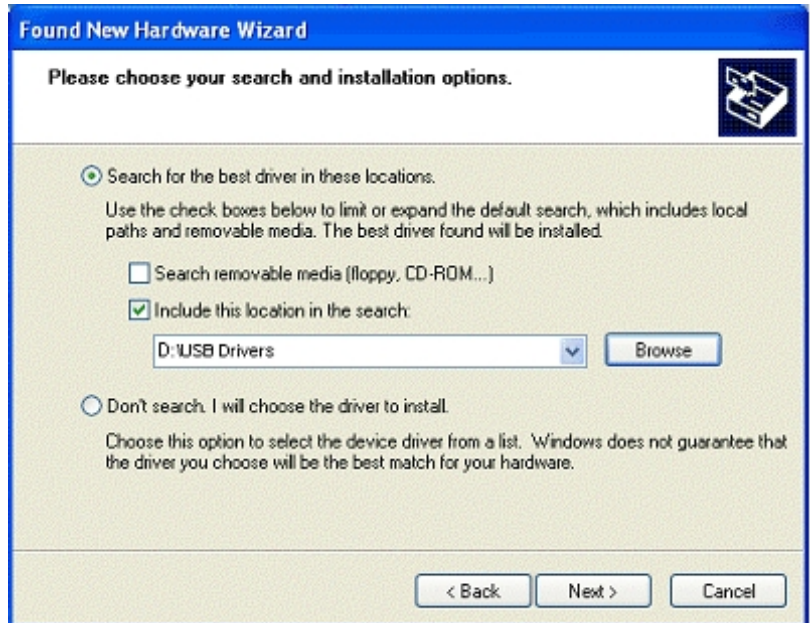 Found New Hardware Wizard
Please choose your search and installation options.
Search for the best driver in these locations.
Use the check boxes below to limit or expand the default search, which includes local
paths and removable media. The best driver found will be installed.
Search removable media (floppy, CD-ROM...)
Include this location in the search:
D:\USB Drivers
Browse
Don't search. I will choose the driver to install.
Choose this option to select the device driver from a list. Windows does not guarantee that
the driver you choose will be the best match for your hardware.
< Back Next > Cancel